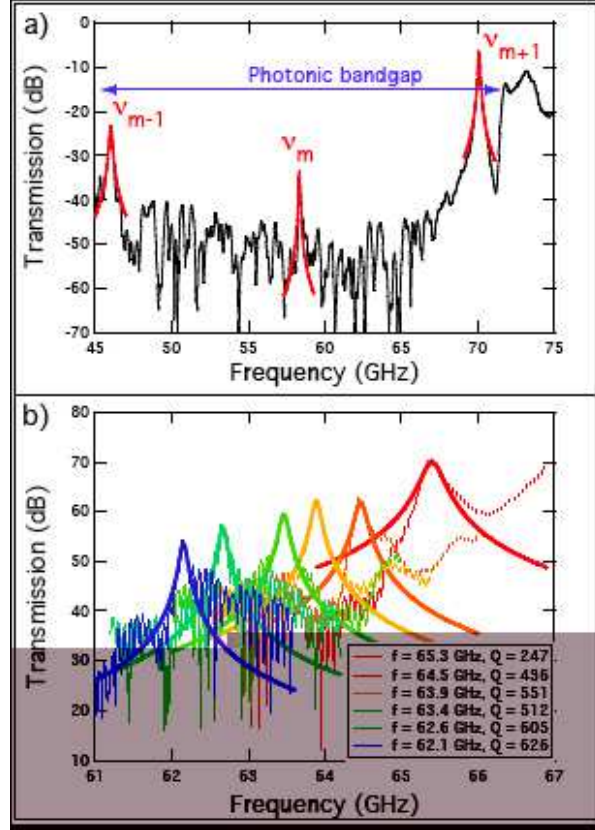 a)
0
-10
-20
-30
-40
-50
-60
-70
Transmission (dB)
ν m-1
Photonic bandgap
ν m
ν m+1
45 50 55 60 65 70 75
Frequency (GHz)
b)
80
70
60
50
40
30
20
10
Transmission (dB)
f = 65.3 GHz, Q = 247
f = 64.5 GHz, Q = 436
f = 63.9 GHz, Q = 551
f = 63.4 GHz, Q = 512
f = 62.6 GHz, Q = 605
f = 62.1 GHz, Q = 626
61 62 63 64 65 66 67
Frequency (GHz)